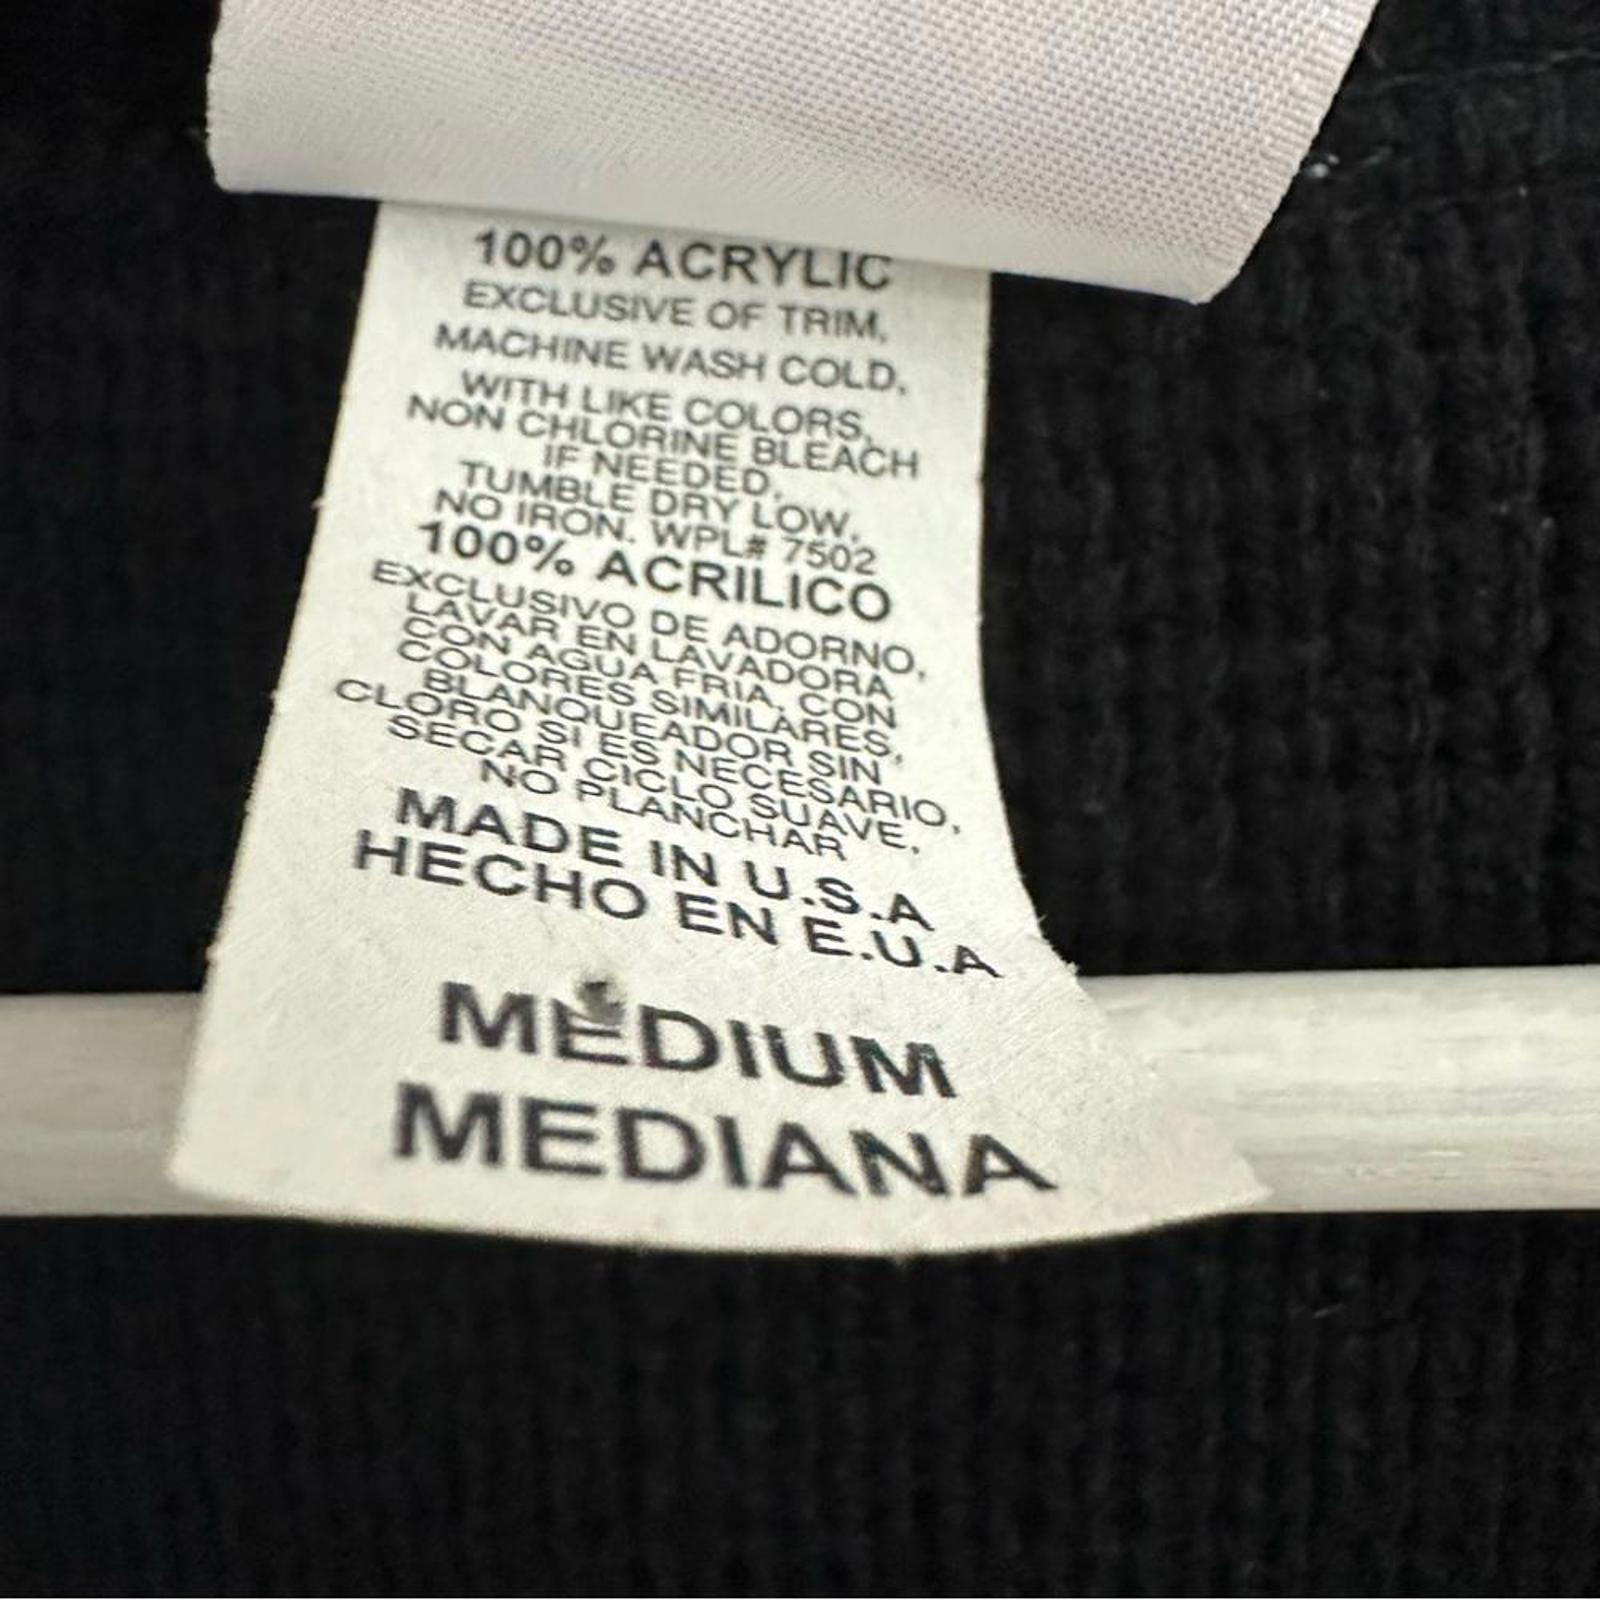 100% ACRYLIC
EXCLUSIVE OF TRIM,
MACHINE WASH COLD,
WITH LIKE COLORS,
NON CHLORINE BLEACH
IF NEEDED,
TUMBLE DRY LOW,
NO IRON. WPL# 7502
100% ACRILICO
EXCLUSIVO DE ADORNO,
LAVAR EN LAVADORA
CON AGUA FRIA, CON
COLORES SIMILARES,
BLANQUEADOR SIN
CLORO SI ES NECESARIO,
SECAR CICLO SUAVE,
NO PLANCHAR
MADE IN U.S.A
HECHO EN E.U.A
MEDIUM
MEDIANA